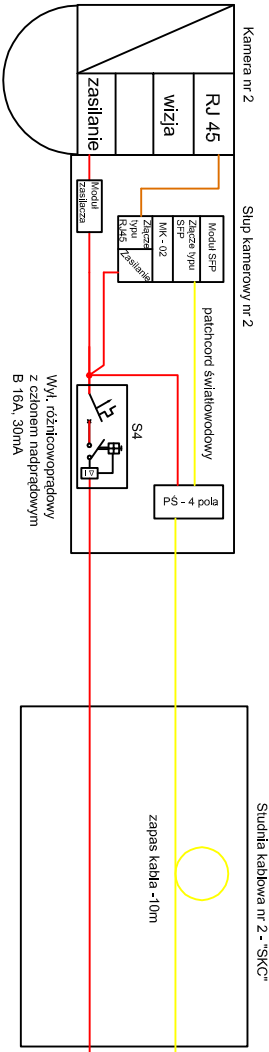 Kamera nr 2
RJ 45
wizja
zasilanie
Słup kamerowy nr 2
Moduł
zasilacza
Moduł SFP
Złącze typu
SFP
MK - 02
Złącze
typu
RJ45
Zasilanie
patchcord światłowodowy
PŚ - 4 pola
S4
I∆
Wył. różnicowoprądowy
z członem nadprądowym
B 16A, 30mA
Studnia kablowa nr 2 - "SKC"
zapas kabla -10m